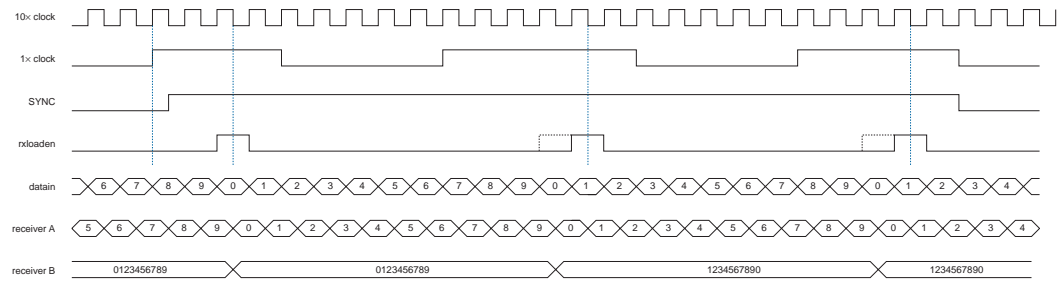 10× clock
1× clock
SYNC
rxloaden
datain 6 7 8 9 0 1 2 3 4 5 6 7 8 9 0 1 2 3 4 5 6 7 8 9 0 1 2 3 4
receiver A 5 6 7 8 9 0 1 2 3 4 5 6 7 8 9 0 1 2 3 4 5 6 7 8 9 0 1 2 3 4
receiver B 0123456789 0123456789 1234567890 1234567890